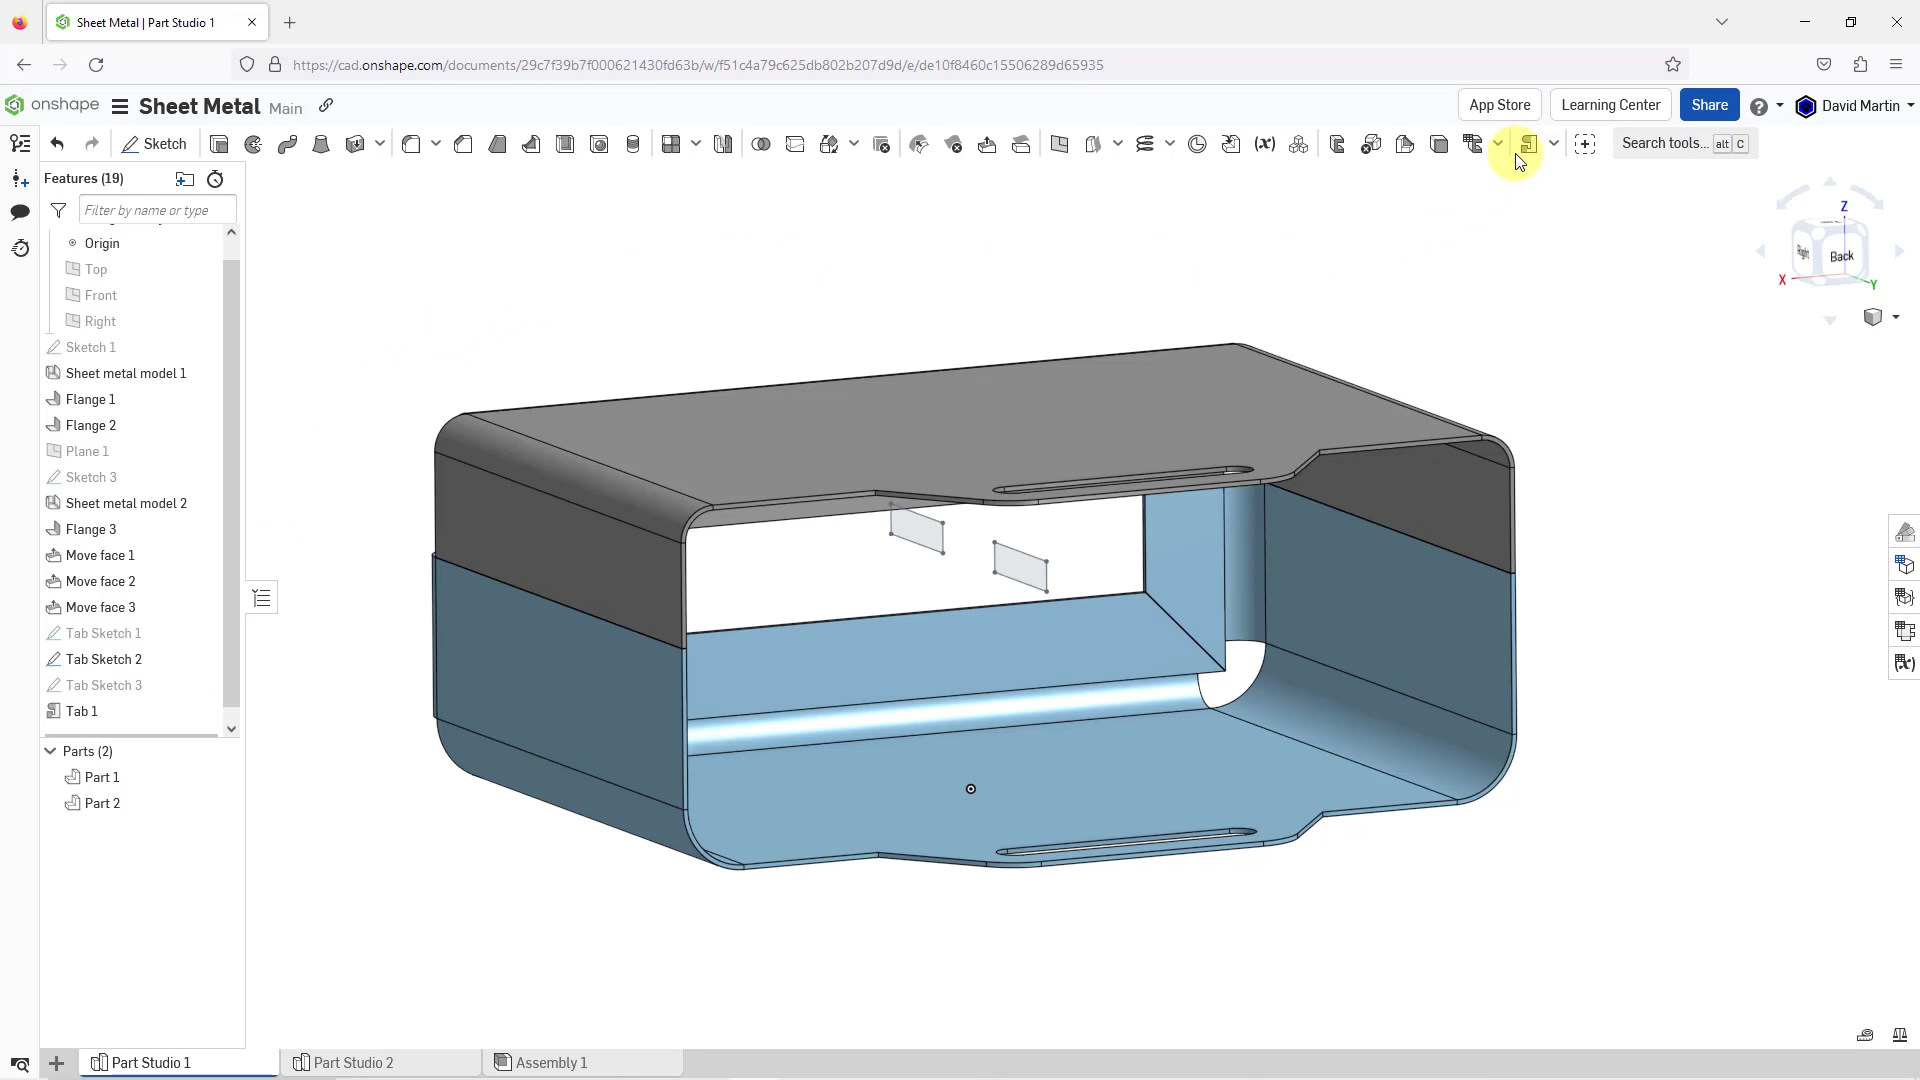 Sheet Metal | Part Studio 1
https://cad.onshape.com/documents/29c7f39b7f000621430fd63b/w/f51c4a79c625db802b207d9d/e/de10f8460c15506289d65935
onshape Sheet Metal Main App Store Learning Center Share David Martin
Sketch Search tools... alt C
Features (19)
Filter by name or type
Origin
Top
Front
Right
Sketch 1
Sheet metal model 1
Flange 1
Flange 2
Plane 1
Sketch 3
Sheet metal model 2
Flange 3
Move face 1
Move face 2
Move face 3
Tab Sketch 1
Tab Sketch 2
Tab Sketch 3
Tab 1
Parts (2)
Part 1
Part 2
Z
Right Back
X Y
Part Studio 1 Part Studio 2 Assembly 1